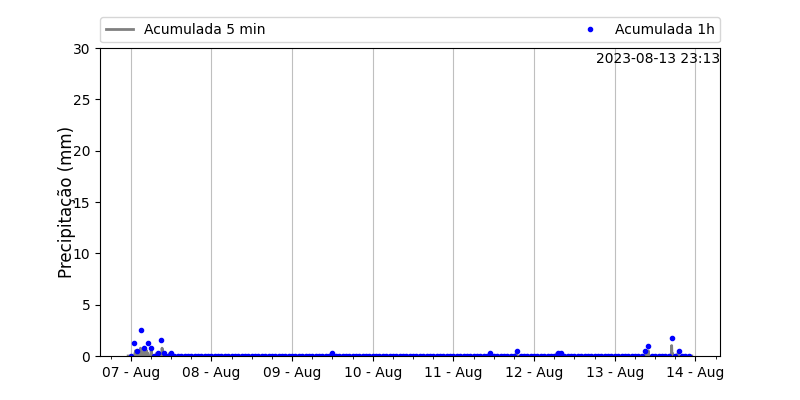 Acumulada 5 min Acumulada 1h
2023-08-13 23:13
Precipitação (mm)
30
25
20
15
10
5
0
07 - Aug 08 - Aug 09 - Aug 10 - Aug 11 - Aug 12 - Aug 13 - Aug 14 - Aug